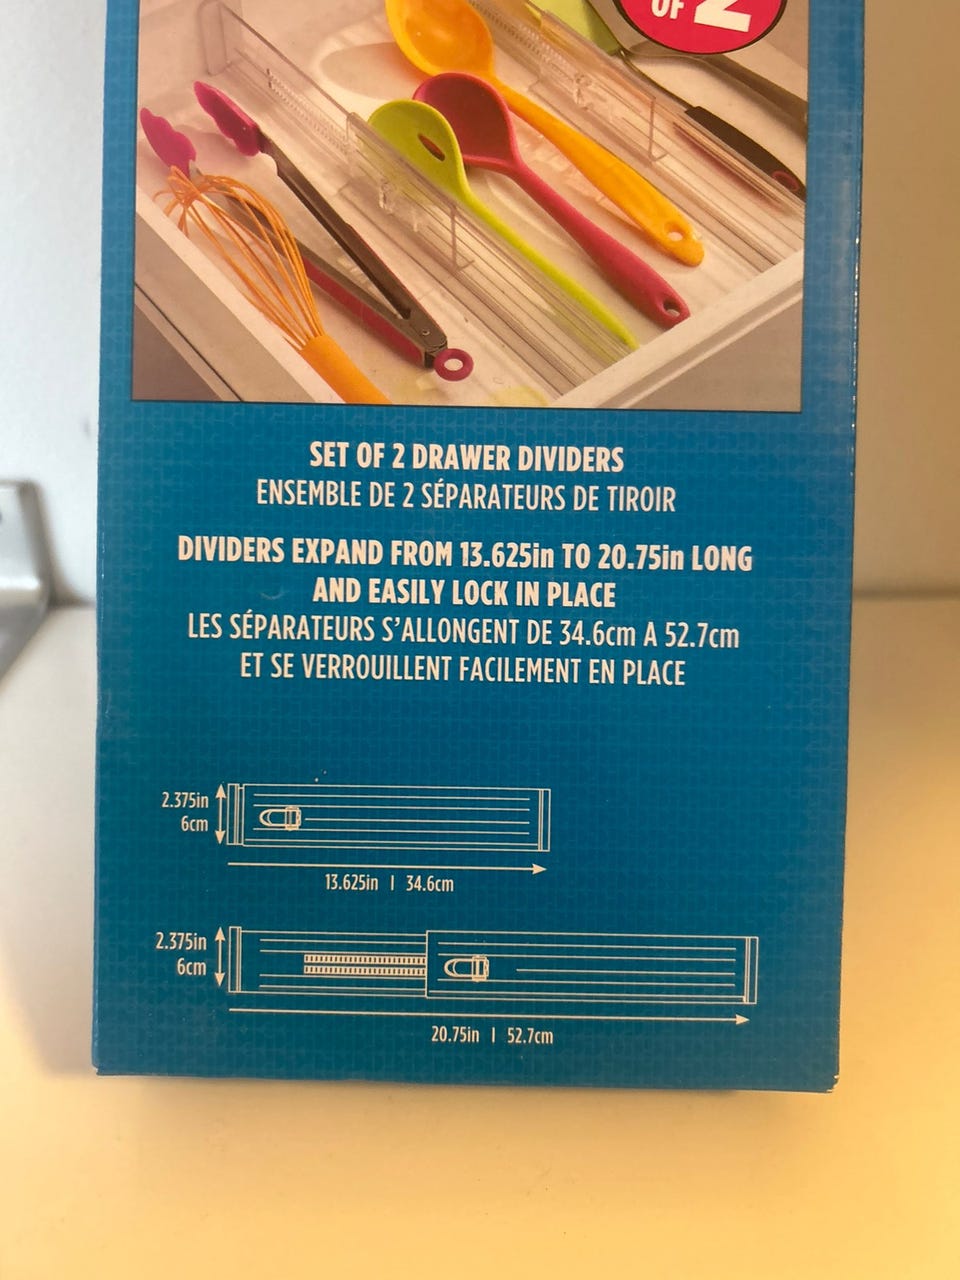 OF 2
SET OF 2 DRAWER DIVIDERS
ENSEMBLE DE 2 SÉPARATEURS DE TIROIR
DIVIDERS EXPAND FROM 13.625in TO 20.75in LONG
AND EASILY LOCK IN PLACE
LES SÉPARATEURS S'ALLONGENT DE 34.6cm A 52.7cm
ET SE VERROUILLENT FACILEMENT EN PLACE
2.375in
6cm
13.625in | 34.6cm
2.375in
6cm
20.75in | 52.7cm